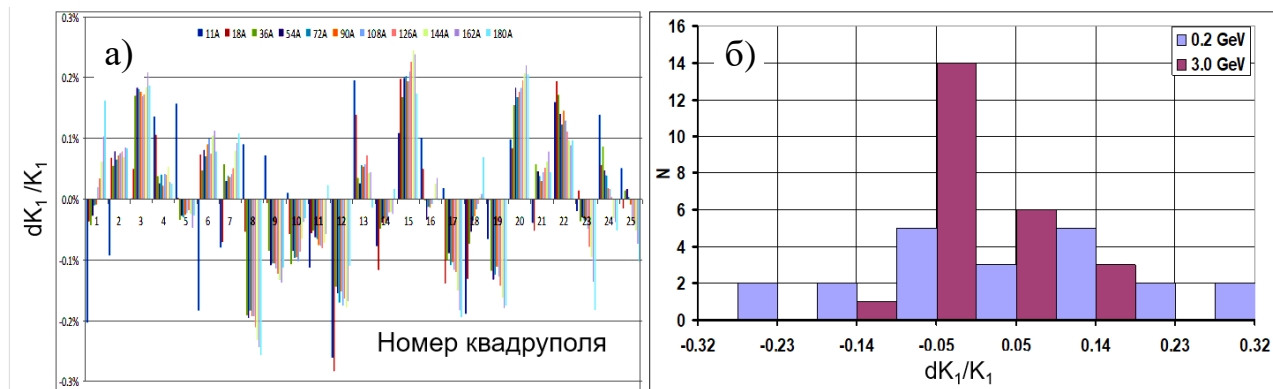 а)
0.3%
0.2%
0.1%
0.0%
-0.1%
-0.2%
-0.3%
dK1 /K1
11A 18A 36A 54A 72A 90A 108A 126A 144A 162A 180A
1 2 3 4 5 6 7 8 9 10 11 12 13 14 15 16 17 18 19 20 21 22 23 24 25
Номер квадруполя
б)
0.2 GeV
3.0 GeV
N
16
14
12
10
8
6
4
2
0
-0.32 -0.23 -0.14 -0.05 0.05 0.14 0.23 0.32
dK1/K1